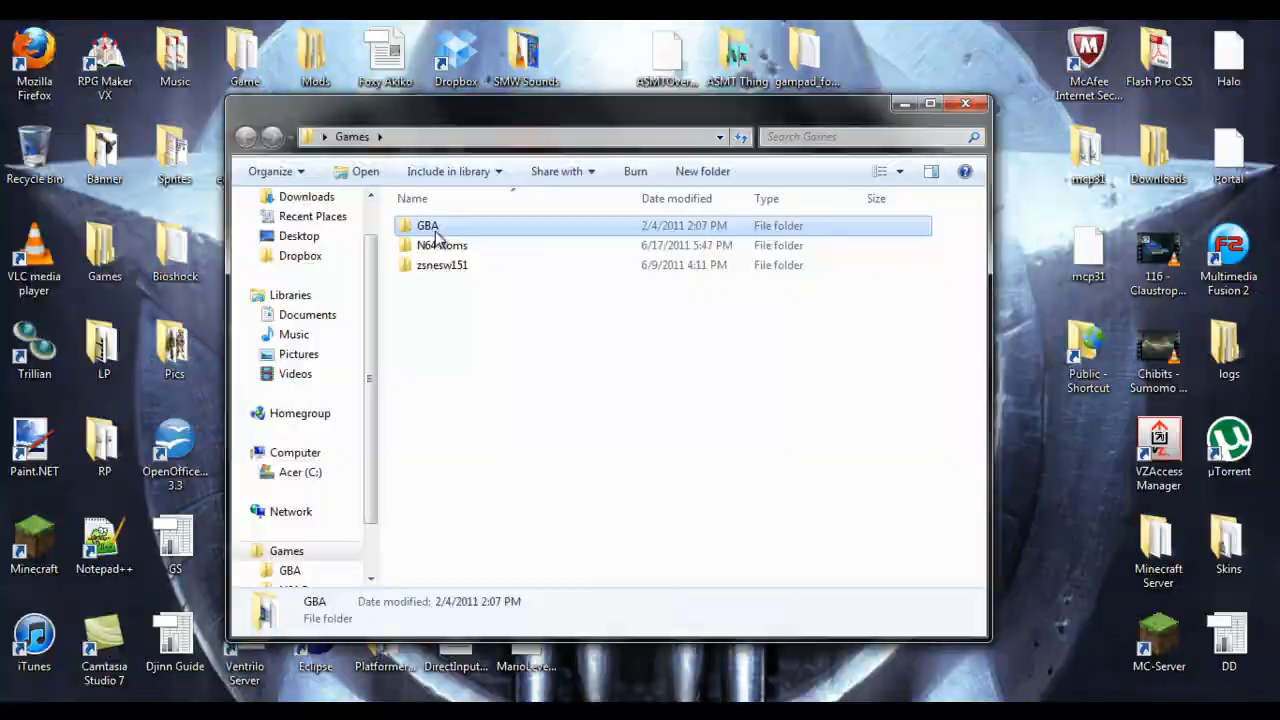 Mozilla Firefox
RPG Maker VX
Music
Game
Mods
Foxy Akiko
Dropbox
SMW Sounds
ASMTOver...
ASMT Thing
gampad_fo...
McAfee Internet Sec...
Flash Pro CS5
Halo
Recycle Bin
Banner
Sprites
mcp31
Downloads
Portal
VLC media player
Games
Bioshock
mcp31
116 - Claustrop...
Multimedia Fusion 2
Trillian
LP
Pics
Public - Shortcut
Chibits - Sumomo ...
logs
Paint.NET
RP
OpenOffice... 3.3
VZAccess Manager
µTorrent
Minecraft
Notepad++
GS
Minecraft Server
Skins
iTunes
Camtasia Studio 7
Djinn Guide
Ventrilo Server
Eclipse
Platformer...
DirectInput...
MarioLeve...
MC-Server
DD
Games
Search Games
Organize
Open
Include in library
Share with
Burn
New folder
Downloads
Recent Places
Desktop
Dropbox
Libraries
Documents
Music
Pictures
Videos
Homegroup
Computer
Acer (C:)
Network
Games
GBA
Name Date modified Type Size
GBA 2/4/2011 2:07 PM File folder
6/17/2011 5:47 PM File folder
zsnesw151 6/9/2011 4:11 PM File folder
GBA Date modified: 2/4/2011 2:07 PM
File folder